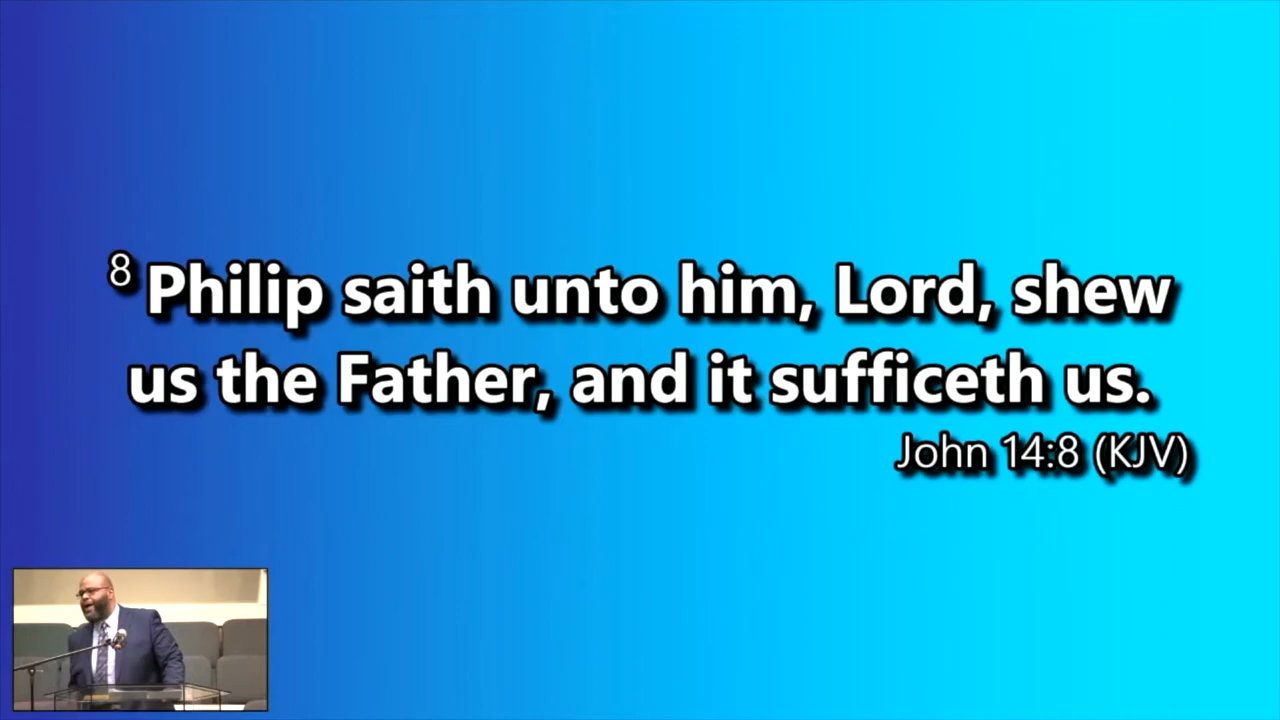 8 Philip saith unto him, Lord, shew
us the Father, and it sufficeth us.
John 14:8 (KJV)